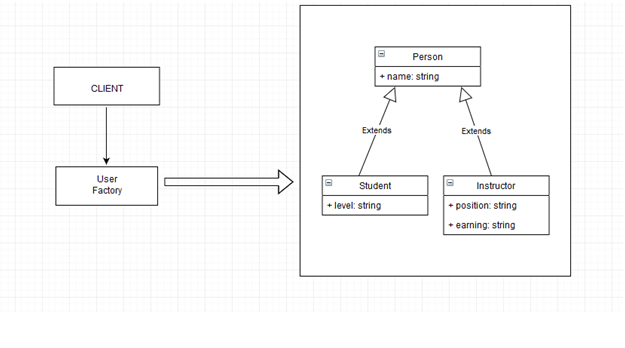 CLIENT
User
Factory
Person
+ name: string
Extends
Extends
Student
+ level: string
Instructor
+ position: string
+ earning: string